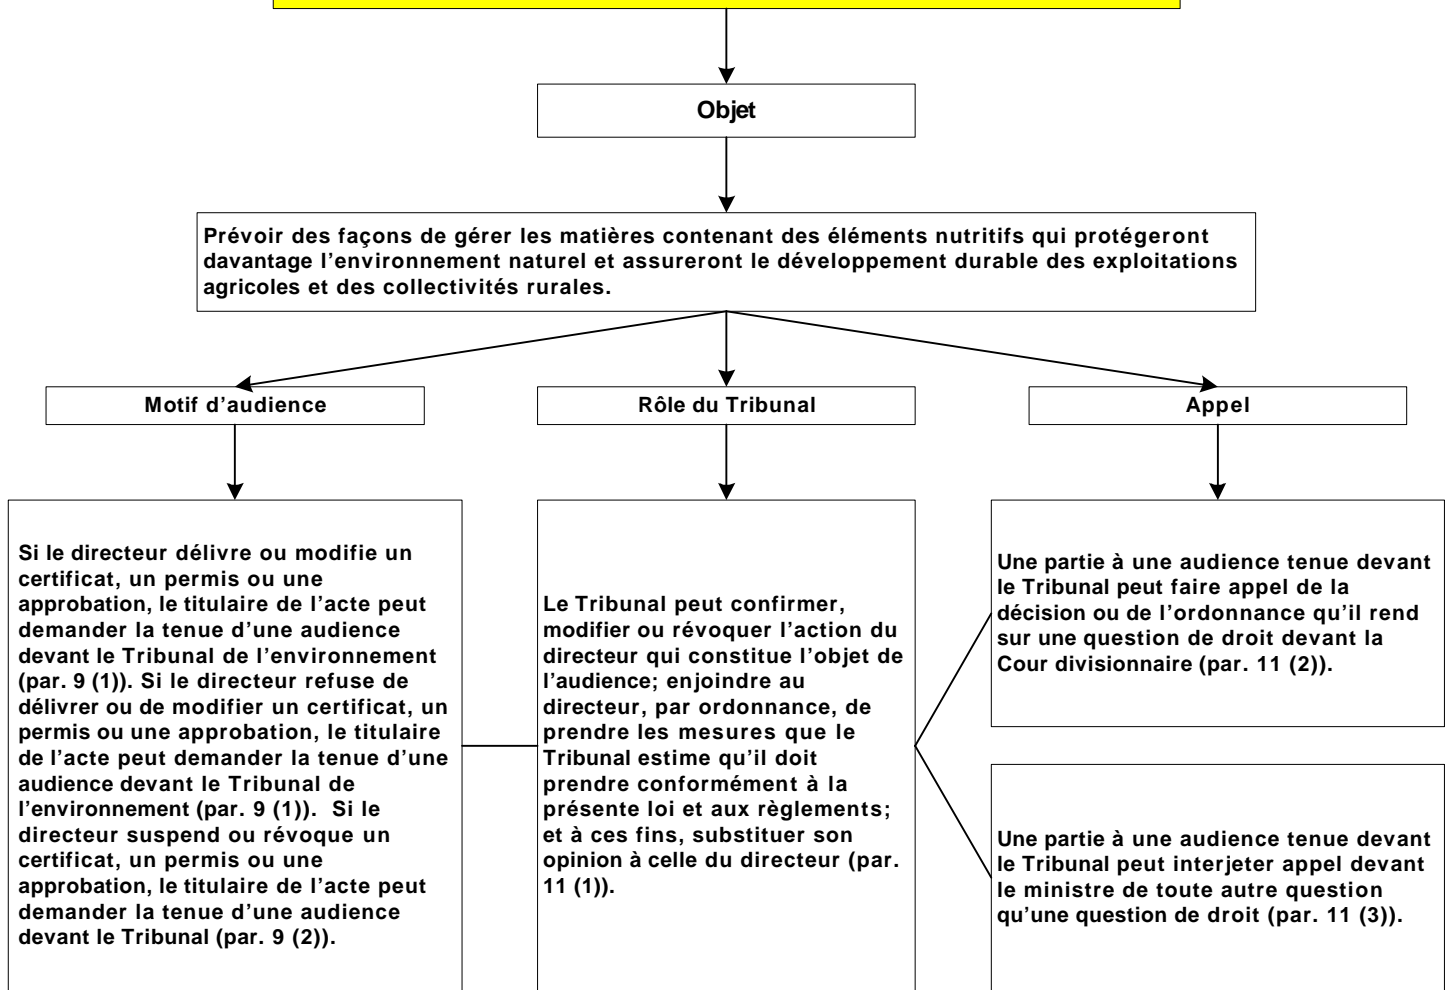 Objet
Prévoir des façons de gérer les matières contenant des éléments nutritifs qui protégeront
davantage l’environnement naturel et assureront le développement durable des exploitations
agricoles et des collectivités rurales.
Motif d’audience
Rôle du Tribunal
Appel
Si le directeur délivre ou modifie un
certificat, un permis ou une
approbation, le titulaire de l’acte peut
demander la tenue d’une audience
devant le Tribunal de l’environnement
(par. 9 (1)). Si le directeur refuse de
délivrer ou de modifier un certificat, un
permis ou une approbation, le titulaire
de l’acte peut demander la tenue d’une
audience devant le Tribunal de
l’environnement (par. 9 (1)).  Si le
directeur suspend ou révoque un
certificat, un permis ou une
approbation, le titulaire de l’acte peut
demander la tenue d’une audience
devant le Tribunal (par. 9 (2)).
Le Tribunal peut confirmer,
modifier ou révoquer l’action du
directeur qui constitue l’objet de
l’audience; enjoindre au
directeur, par ordonnance, de
prendre les mesures que le
Tribunal estime qu’il doit
prendre conformément à la
présente loi et aux règlements;
et à ces fins, substituer son
opinion à celle du directeur (par.
11 (1)).
Une partie à une audience tenue devant
le Tribunal peut faire appel de la
décision ou de l’ordonnance qu’il rend
sur une question de droit devant la
Cour divisionnaire (par. 11 (2)).
Une partie à une audience tenue devant
le Tribunal peut interjeter appel devant
le ministre de toute autre question
qu’une question de droit (par. 11 (3)).